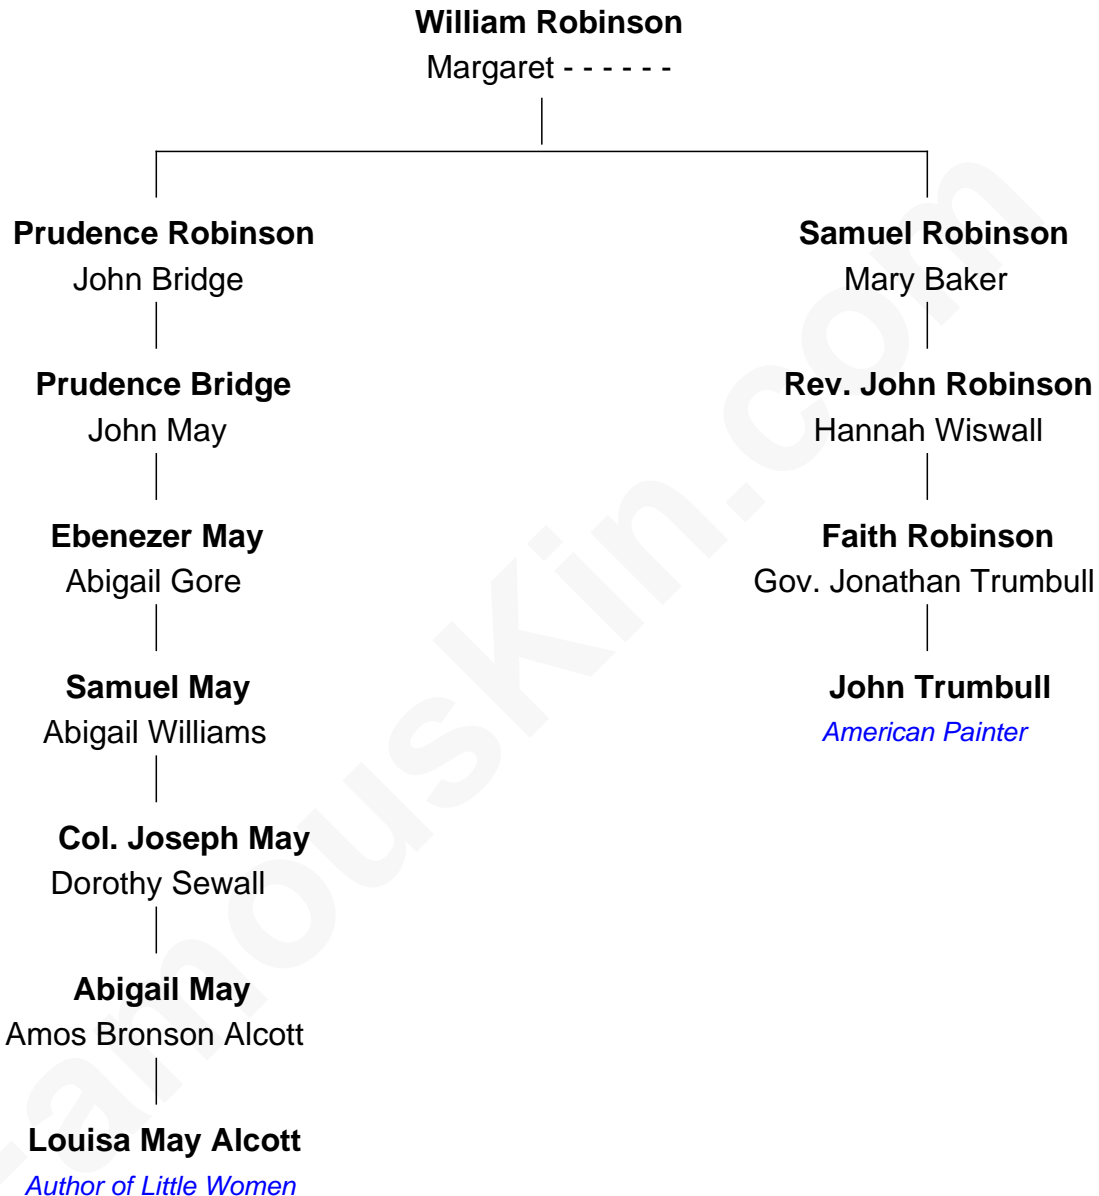 William Robinson
Margaret - - - - - -
Prudence Robinson
John Bridge
Samuel Robinson
Mary Baker
Prudence Bridge
John May
Rev. John Robinson
Hannah Wiswall
Ebenezer May
Abigail Gore
Faith Robinson
Gov. Jonathan Trumbull
Samuel May
Abigail Williams
John Trumbull
American Painter
Col. Joseph May
Dorothy Sewall
Abigail May
Amos Bronson Alcott
Louisa May Alcott
Author of Little Women
FamousKin.com